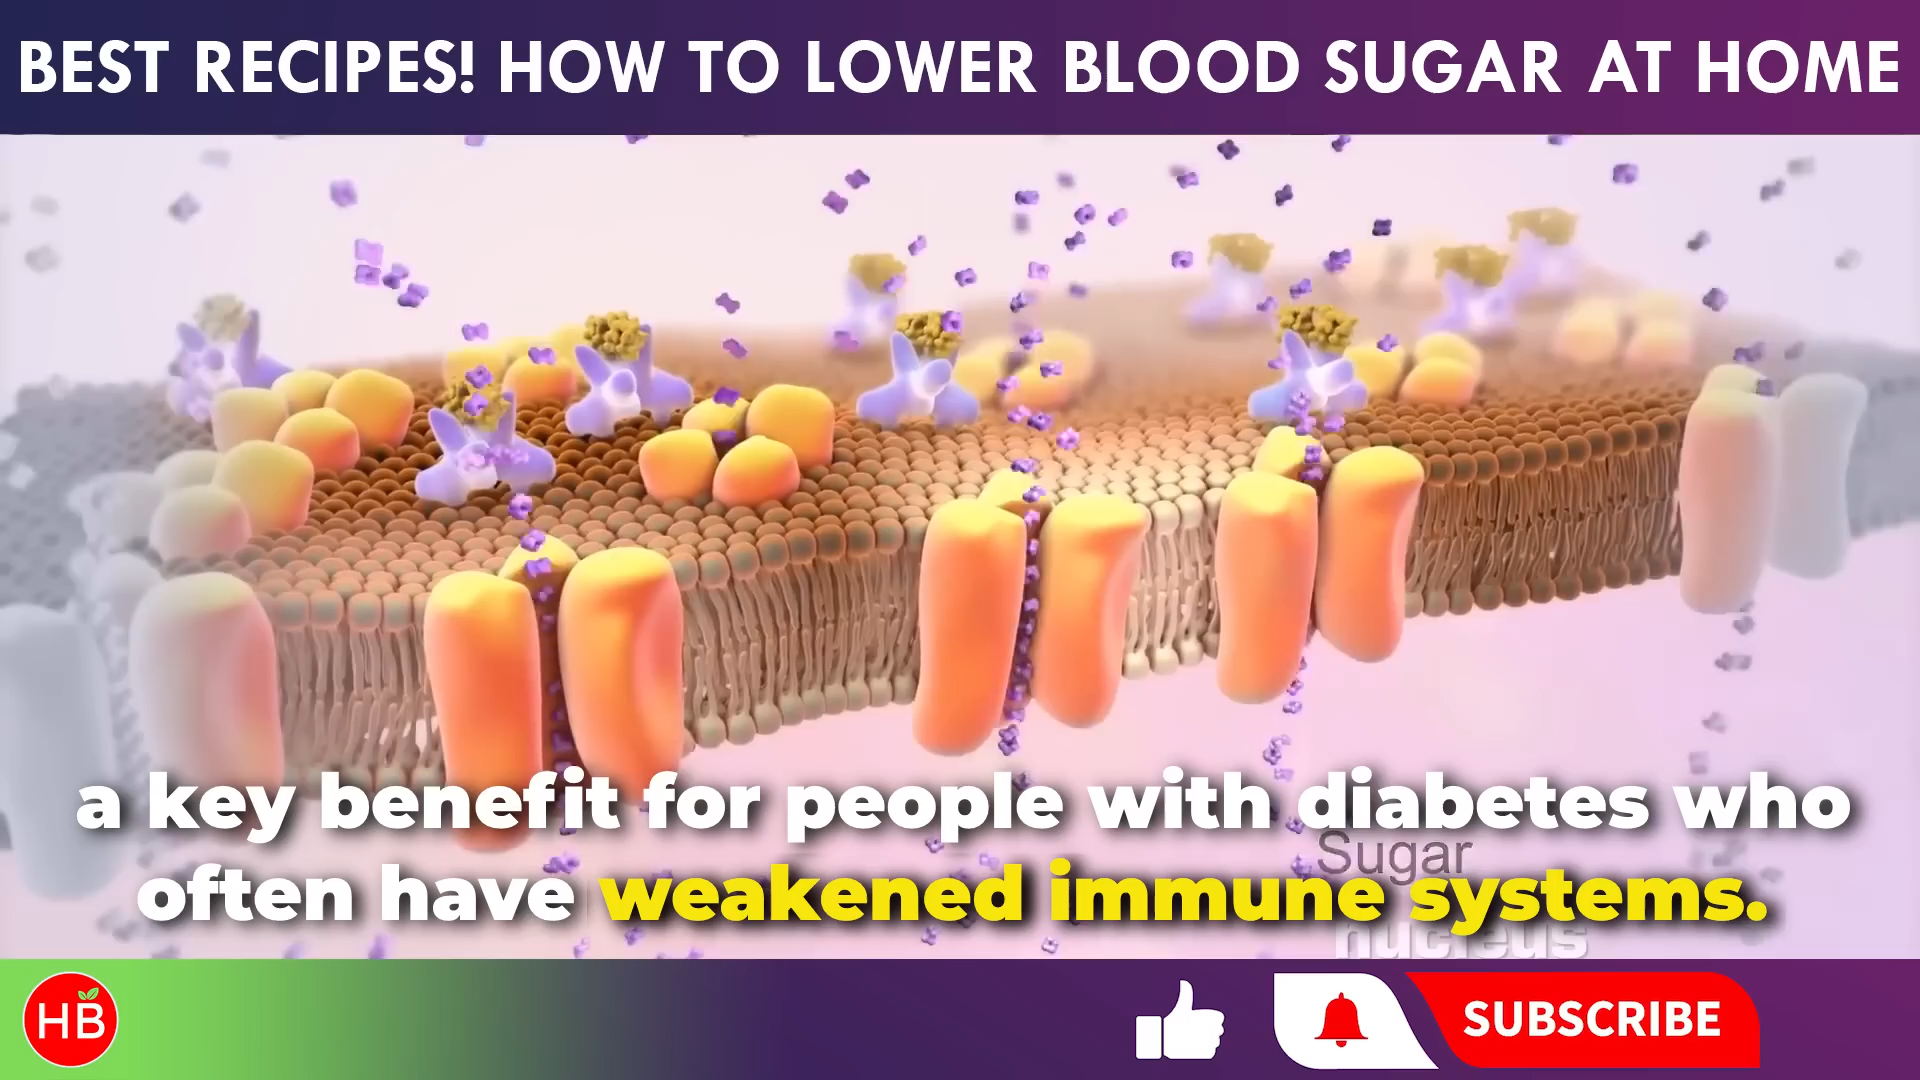 BEST RECIPES! HOW TO LOWER BLOOD SUGAR AT HOME
a key benefit for people with diabetes who
Sugar
often have weakened immune systems.
nucleus
HB
SUBSCRIBE